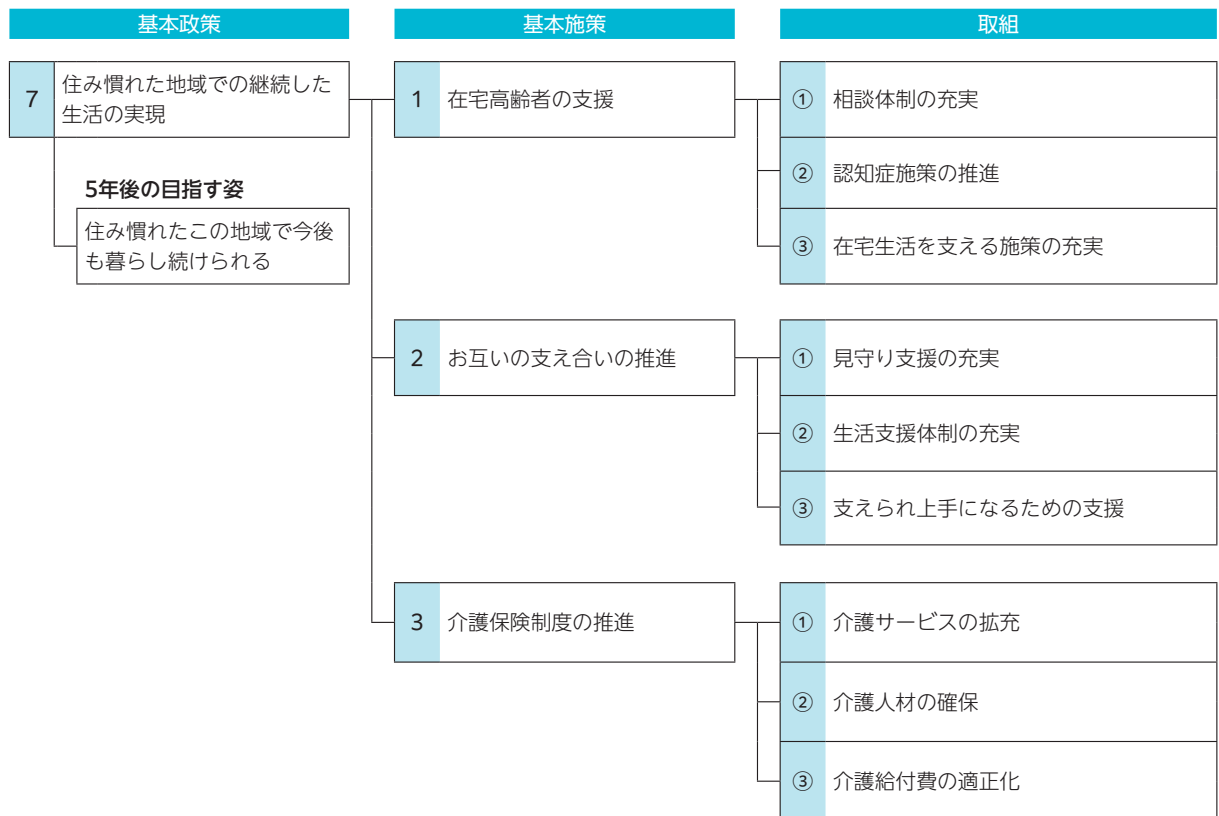 基本政策
基本施策
取組
7
住み慣れた地域での継続した
生活の実現
5年後の目指す姿
住み慣れたこの地域で今後
も暮らし続けられる
1 在宅高齢者の支援
① 相談体制の充実
② 認知症施策の推進
③ 在宅生活を支える施策の充実
2 お互いの支え合いの推進
① 見守り支援の充実
② 生活支援体制の充実
③ 支えられ上手になるための支援
3 介護保険制度の推進
① 介護サービスの拡充
② 介護人材の確保
③ 介護給付費の適正化